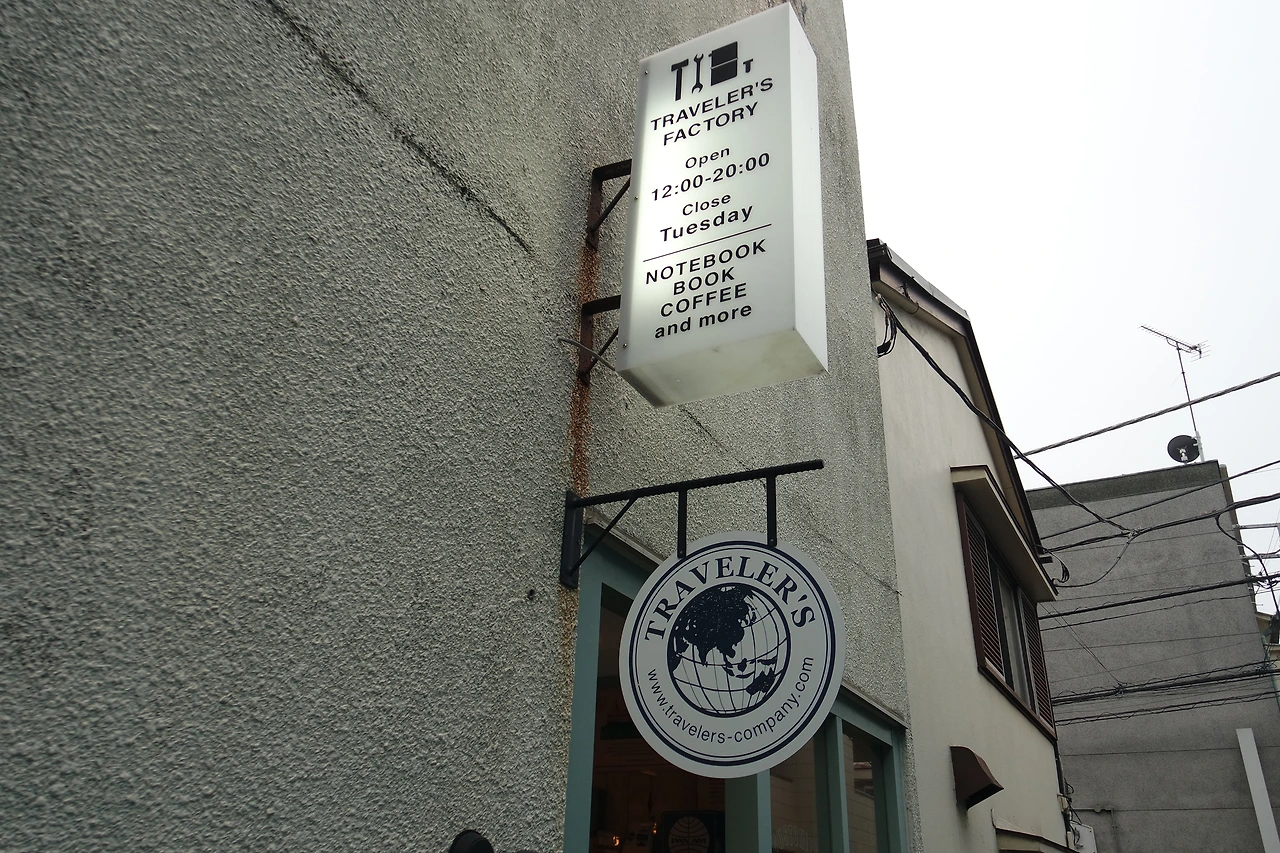 TRAVELER'S
FACTORY
Open
12:00-20:00
Close
Tuesday
NOTEBOOK
BOOK
COFFEE
and more
TRAVELER'S
www.travelers-company.com